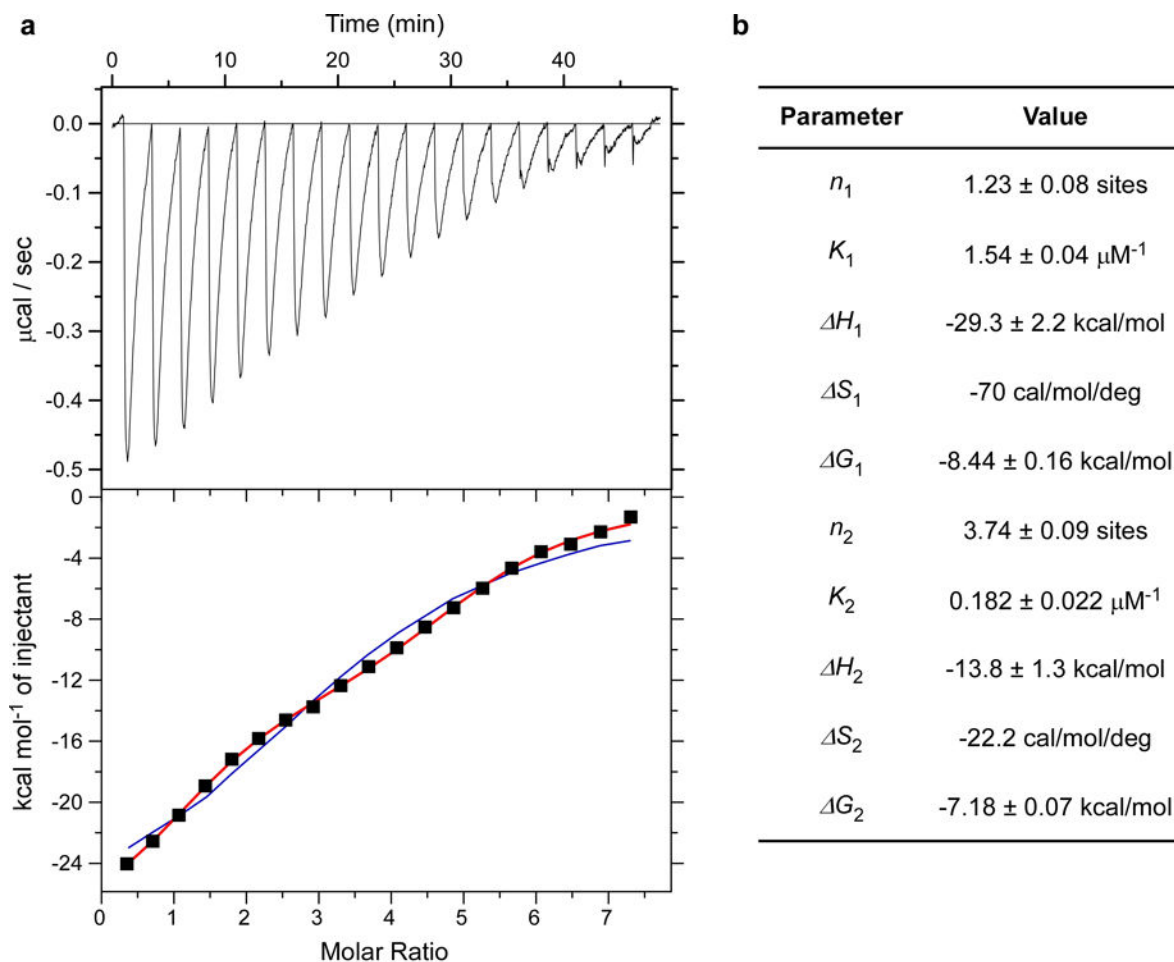 a
Time (min)
0 10 20 30 40
0.0
-0.1
-0.2
-0.3
-0.4
-0.5
µcal / sec
0
-4
-8
-12
-16
-20
-24
kcal mol⁻¹ of injectant
0 1 2 3 4 5 6 7
Molar Ratio
b
Parameter Value
n₁ 1.23 ± 0.08 sites
K₁ 1.54 ± 0.04 µM⁻¹
ΔH₁ -29.3 ± 2.2 kcal/mol
ΔS₁ -70 cal/mol/deg
ΔG₁ -8.44 ± 0.16 kcal/mol
n₂ 3.74 ± 0.09 sites
K₂ 0.182 ± 0.022 µM⁻¹
ΔH₂ -13.8 ± 1.3 kcal/mol
ΔS₂ -22.2 cal/mol/deg
ΔG₂ -7.18 ± 0.07 kcal/mol